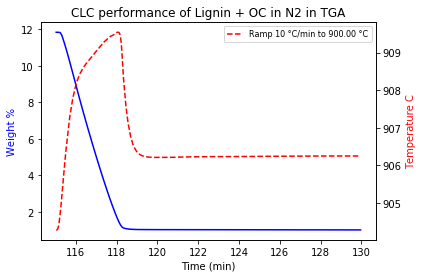 CLC performance of Lignin + OC in N2 in TGA
Ramp 10 °C/min to 900.00 °C
12
10
8
6
4
2
Weight %
909
908
907
906
905
Temperature C
116 118 120 122 124 126 128 130
Time (min)